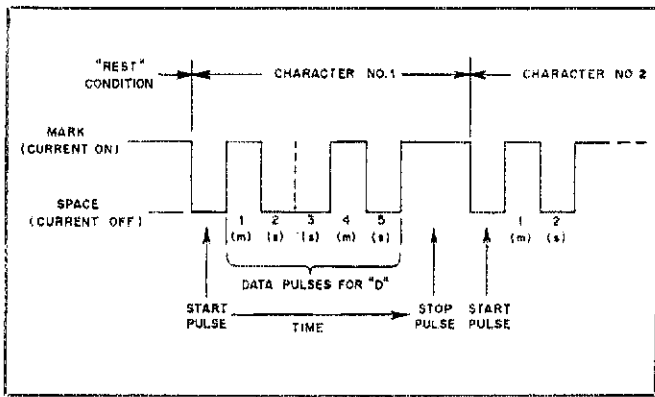 "REST" CONDITION
CHARACTER NO.1
CHARACTER NO 2
MARK
(CURRENT ON)
SPACE
(CURRENT OFF)
1 2 3 4 5 1 2
(m) (s) (s) (m) (s) (m) (s)
DATA PULSES FOR "D"
START PULSE
TIME
STOP PULSE
START PULSE